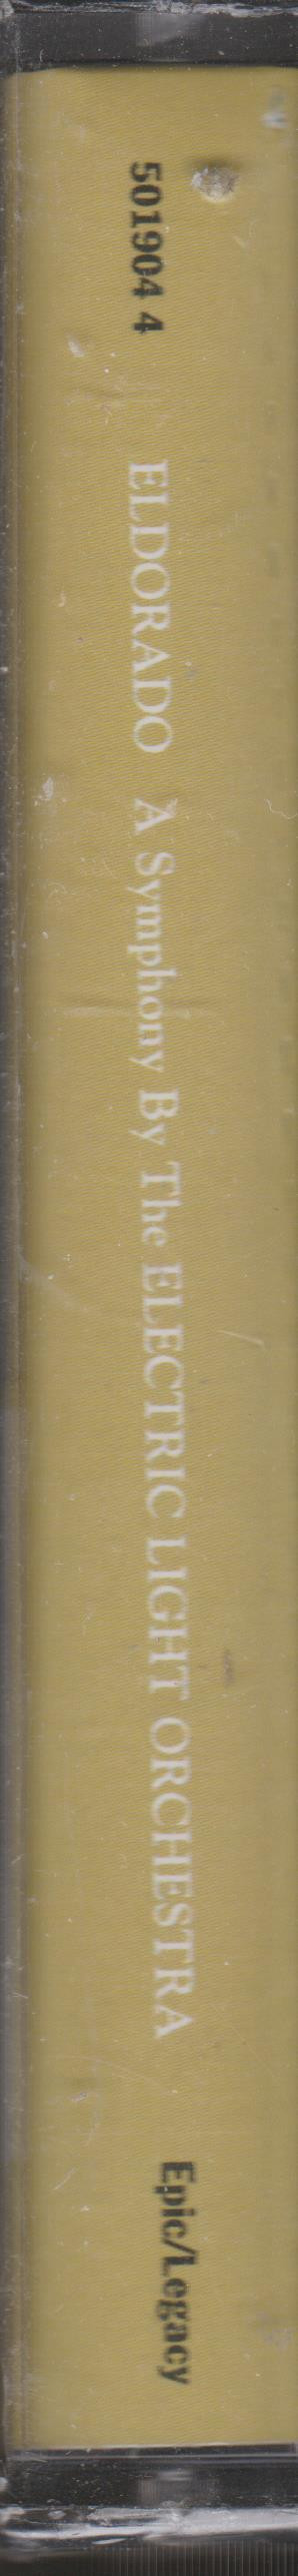 501904 4 ELDORADO A Symphony By The ELECTRIC LIGHT ORCHESTRA Epic/Legacy